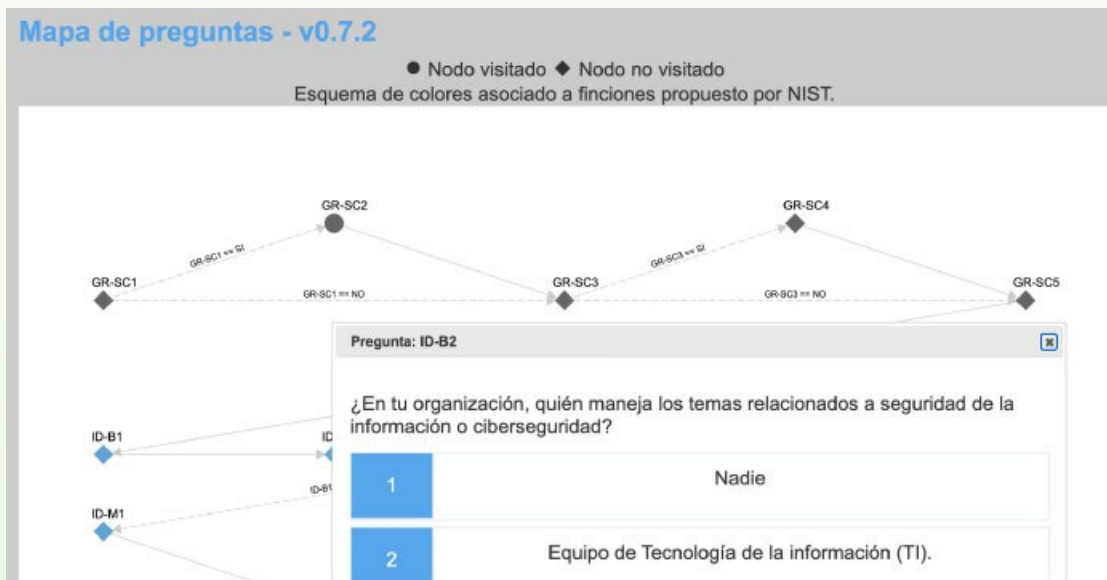 Mapa de preguntas - v0.7.2
● Nodo visitado ◆ Nodo no visitado
Esquema de colores asociado a finciones propuesto por NIST.
GR-SC2
GR-SC4
GR-SC1 == SI
GR-SC3 == SI
GR-SC1
GR-SC1 == NO
GR-SC3
GR-SC3 == NO
GR-SC5
Pregunta: ID-B2
¿En tu organización, quién maneja los temas relacionados a seguridad de la
información o ciberseguridad?
ID-B1
ID
1 Nadie
ID-B1
ID-M1
2 Equipo de Tecnología de la información (TI).